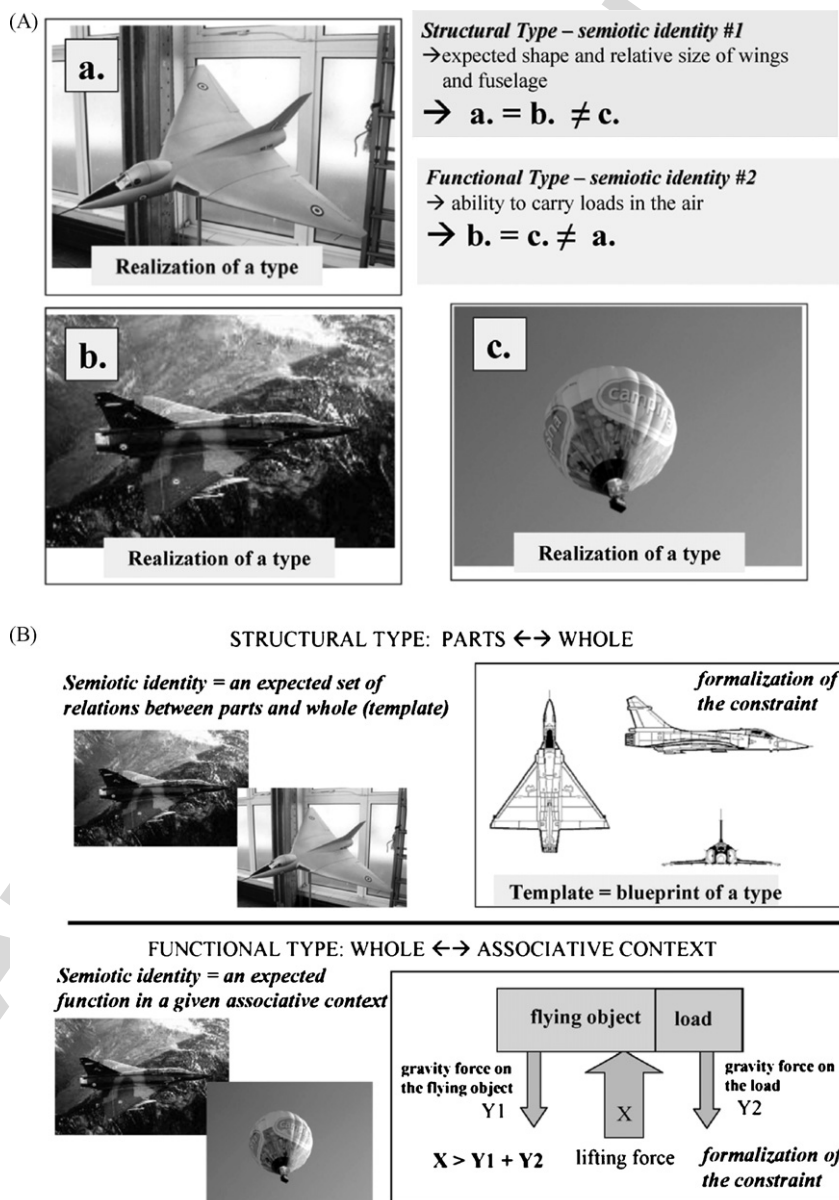 (A)
a.
Realization of a type
Structural Type – semiotic identity #1
→expected shape and relative size of wings
and fuselage
→ a. = b. ≠ c.
Functional Type – semiotic identity #2
→ ability to carry loads in the air
→ b. = c. ≠ a.
b.
Realization of a type
c.
campina
Realization of a type
(B)
STRUCTURAL TYPE: PARTS ←→ WHOLE
Semiotic identity = an expected set of
relations between parts and whole (template)
formalization of
the constraint
Template = blueprint of a type
FUNCTIONAL TYPE: WHOLE ←→ ASSOCIATIVE CONTEXT
Semiotic identity = an expected
function in a given associative context
flying object
load
gravity force on
the flying object
Y1
X
gravity force on
the load
Y2
X > Y1 + Y2
lifting force
formalization of
the constraint